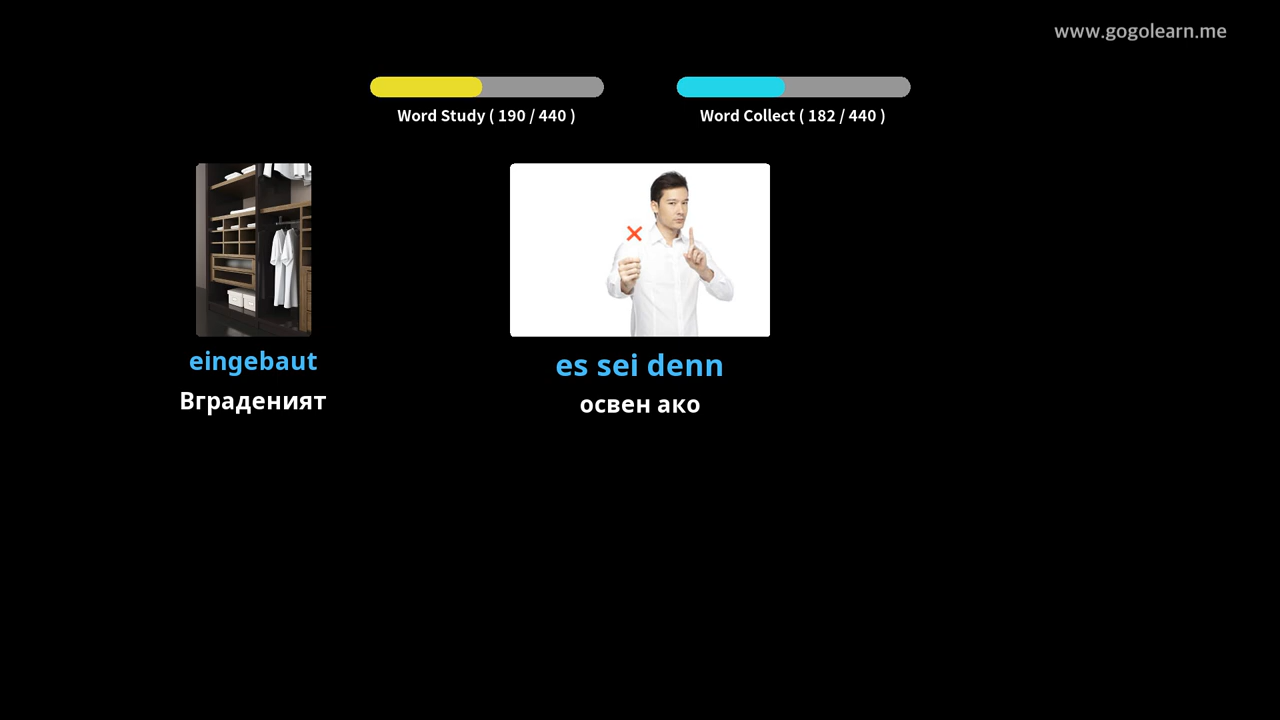 www.gogolearn.me
Word Study ( 190 / 440 )
Word Collect ( 182 / 440 )
eingebaut
Вграденият
es sei denn
освен ако